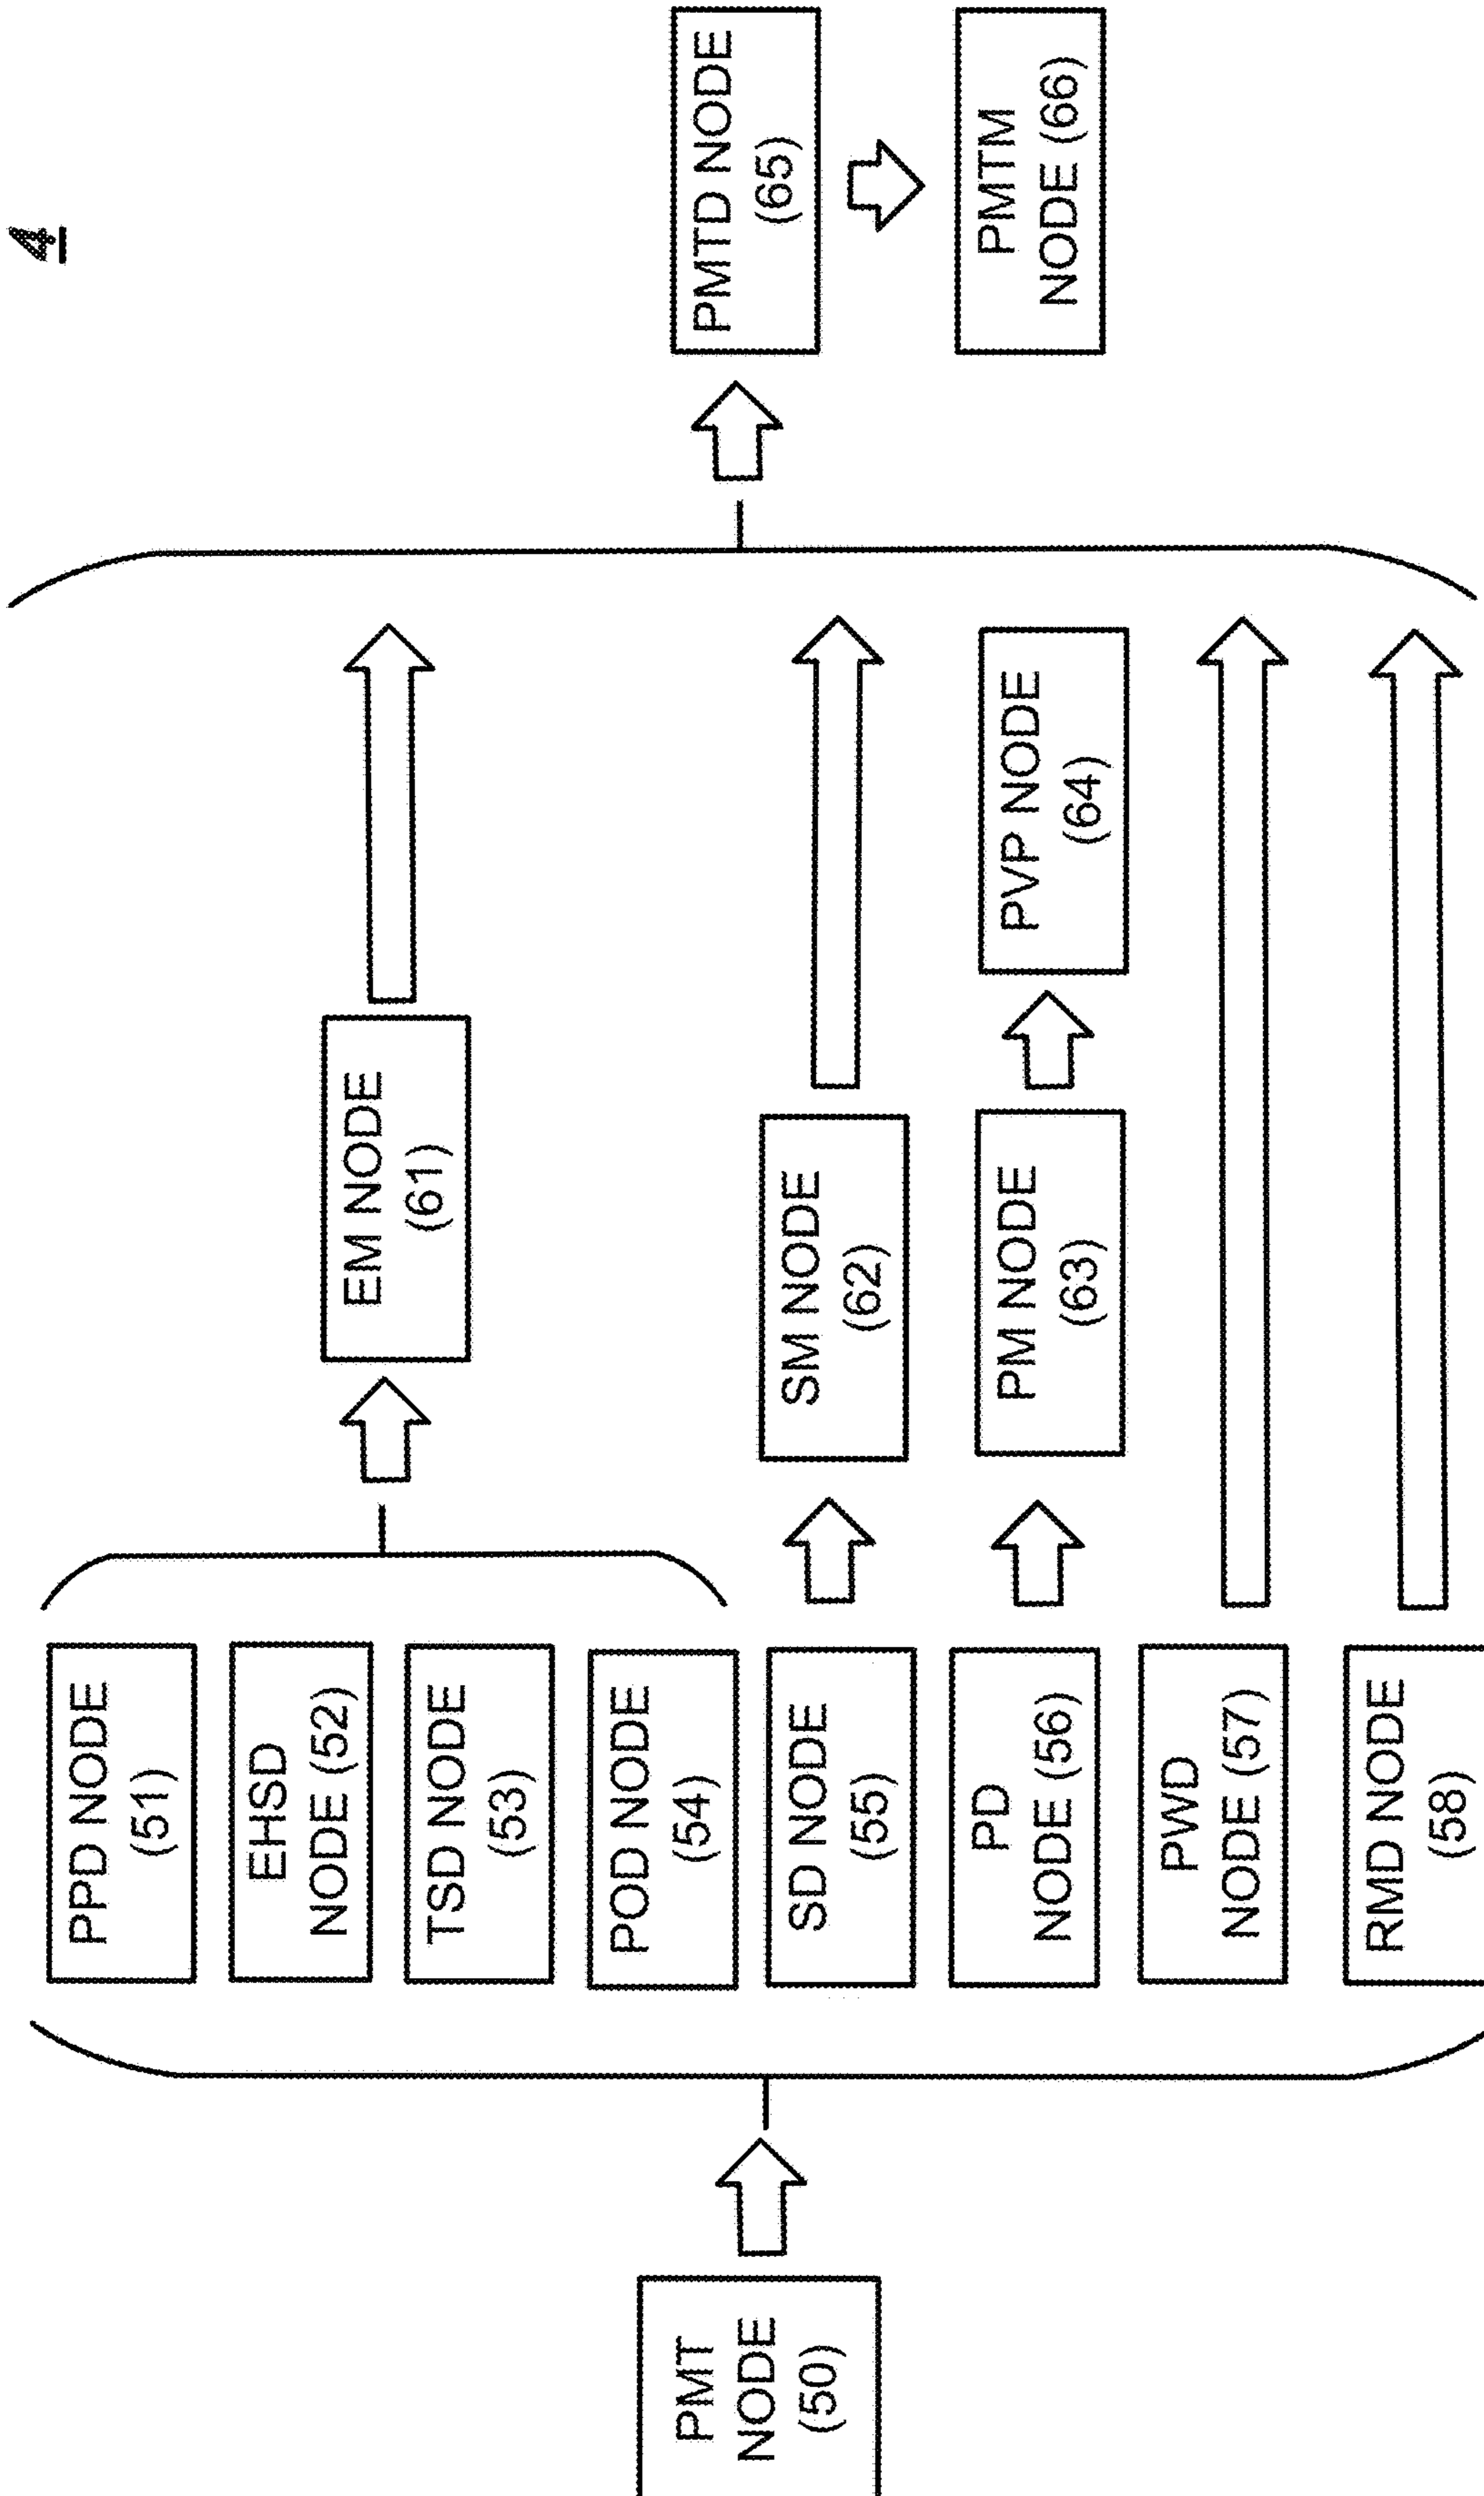 4
PMT
NODE
(50)
PPD NODE
(51)
EHSD
NODE (52)
TSD NODE
(53)
POD NODE
(54)
SD NODE
(55)
PD
NODE (56)
PWD
NODE (57)
RMD NODE
(58)
EM NODE
(61)
SM NODE
(62)
PM NODE
(63)
PVP NODE
(64)
PMTD NODE
(65)
PMTM
NODE (66)